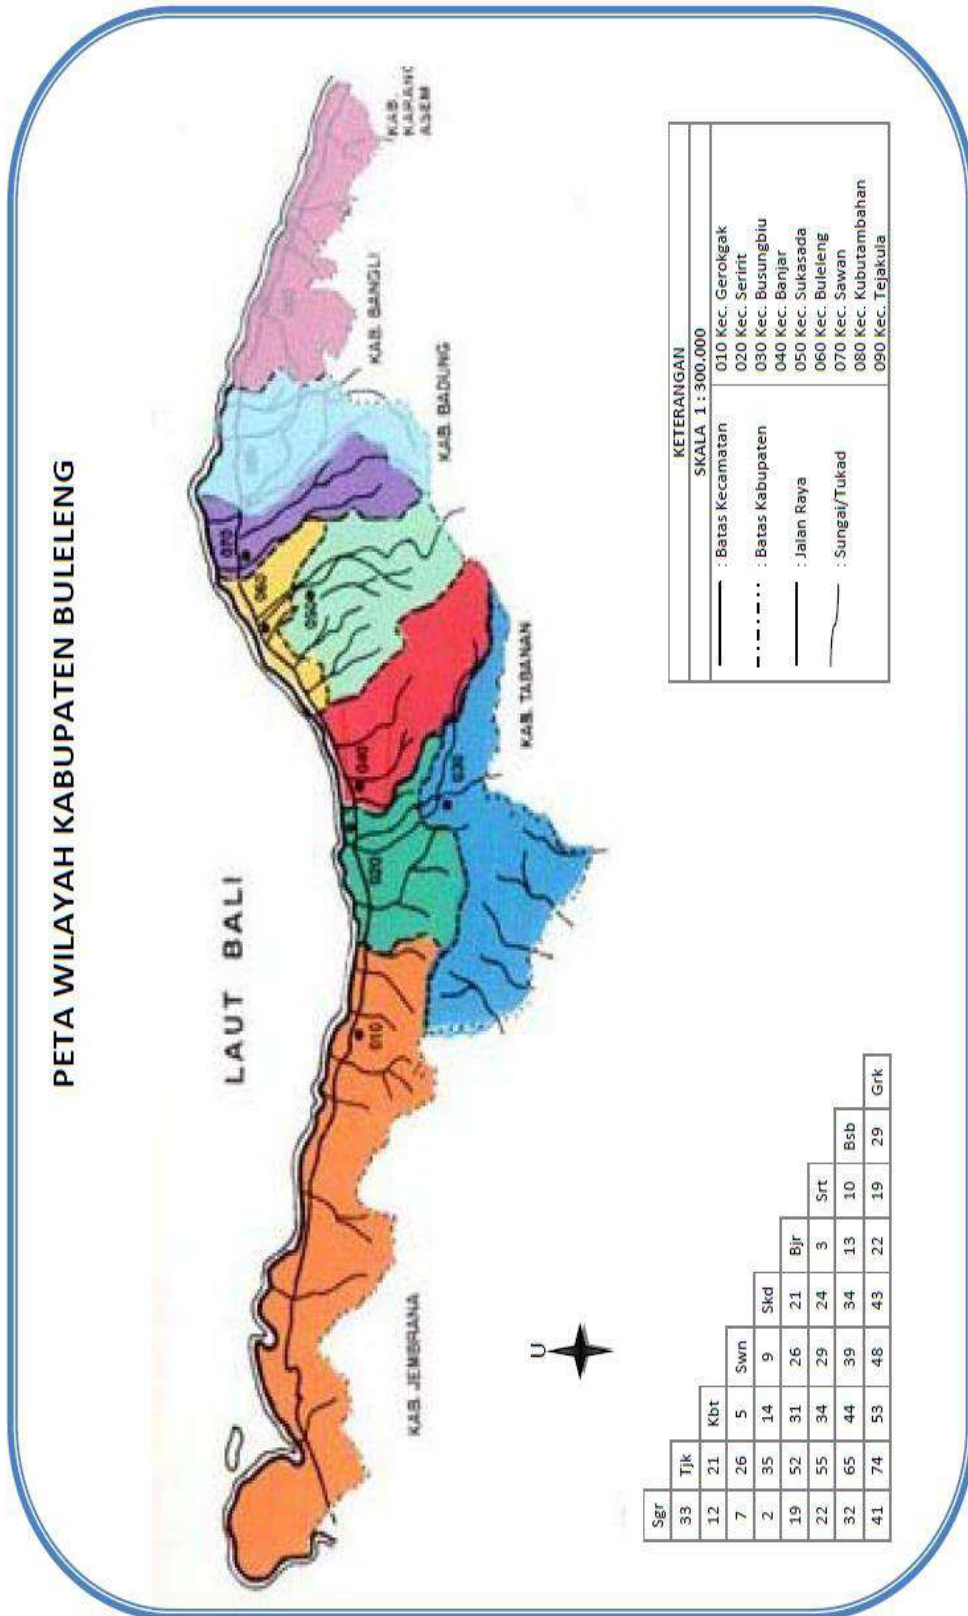 PETA WILAYAH KABUPATEN BULELENG
LAUT BALI
KAB. JEMBRANA
KAB. TABANAN
KAB. BADUNG
KAB. BANGLI
KAB.
KARANG
ASEM
010
020
030
040
050
060
070
U
Sgr
33 Tjk
12 21 Kbt
7 26 5 Swn
2 35 14 9 Skd
19 52 31 26 21 Bjr
22 55 34 29 24 3 Srt
32 65 44 39 34 13 10 Bsb
41 74 53 48 43 22 19 29 Grk
KETERANGAN
SKALA 1 : 300.000
: Batas Kecamatan
: Batas Kabupaten
: Jalan Raya
: Sungai/Tukad
010 Kec. Gerokgak
020 Kec. Seririt
030 Kec. Busungbiu
040 Kec. Banjar
050 Kec. Sukasada
060 Kec. Buleleng
070 Kec. Sawan
080 Kec. Kubutambahan
090 Kec. Tejakula